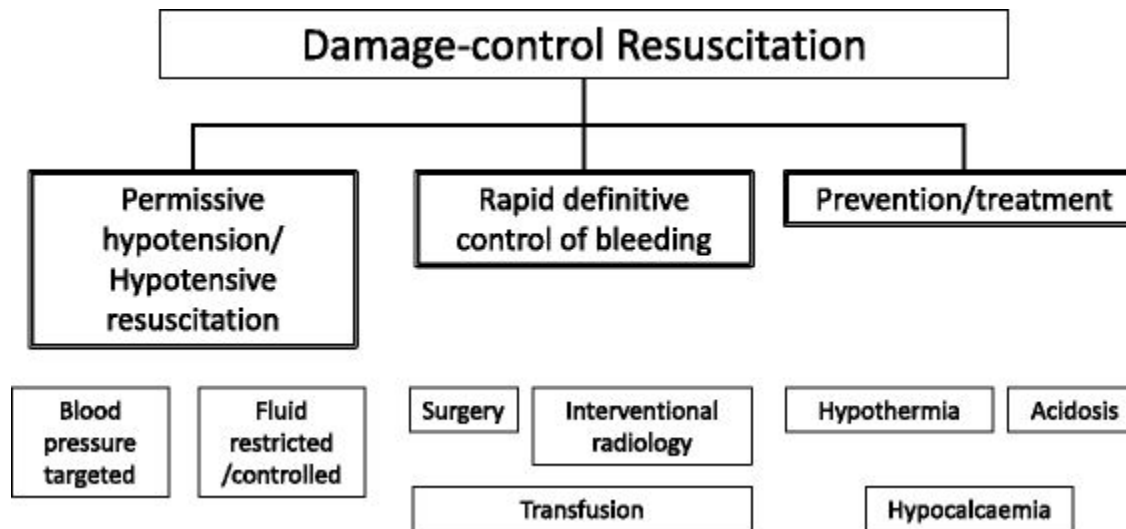 Damage-control Resuscitation
Permissive
hypotension/
Hypotensive
resuscitation
Rapid definitive
control of bleeding
Prevention/treatment
Blood
pressure
targeted
Fluid
restricted
/controlled
Surgery
Interventional
radiology
Transfusion
Hypothermia
Acidosis
Hypocalcaemia